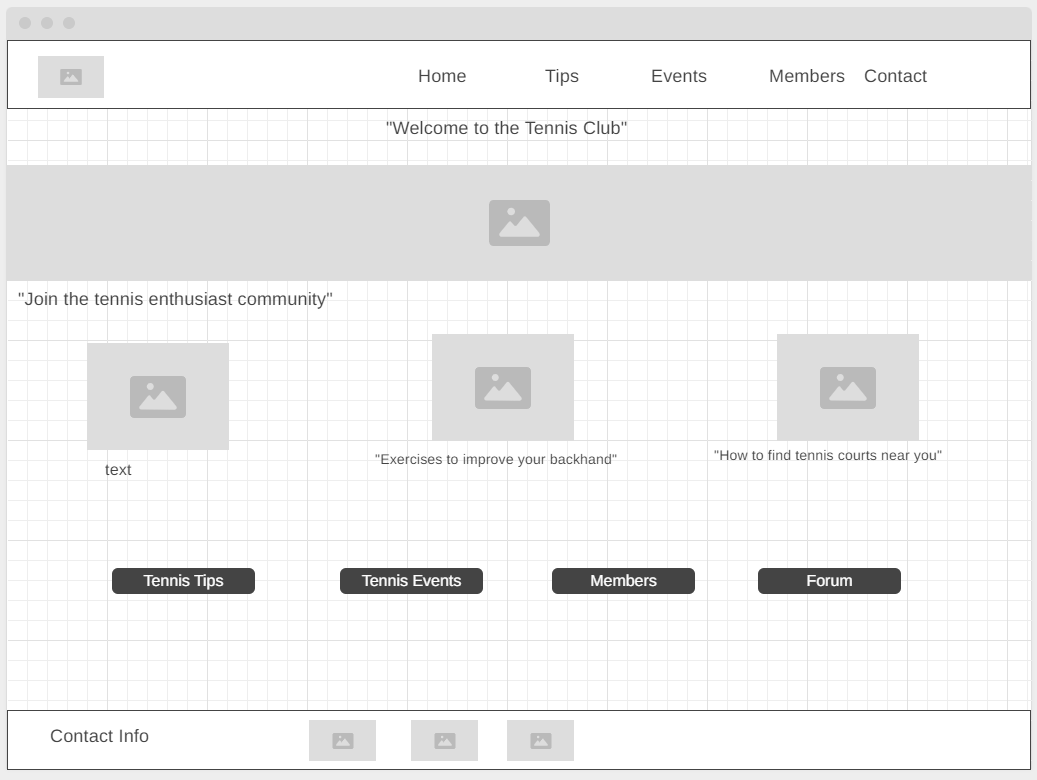 Home Tips Events Members Contact
"Welcome to the Tennis Club"
"Join the tennis enthusiast community"
text
"Exercises to improve your backhand"
"How to find tennis courts near you"
Tennis Tips
Tennis Events
Members
Forum
Contact Info